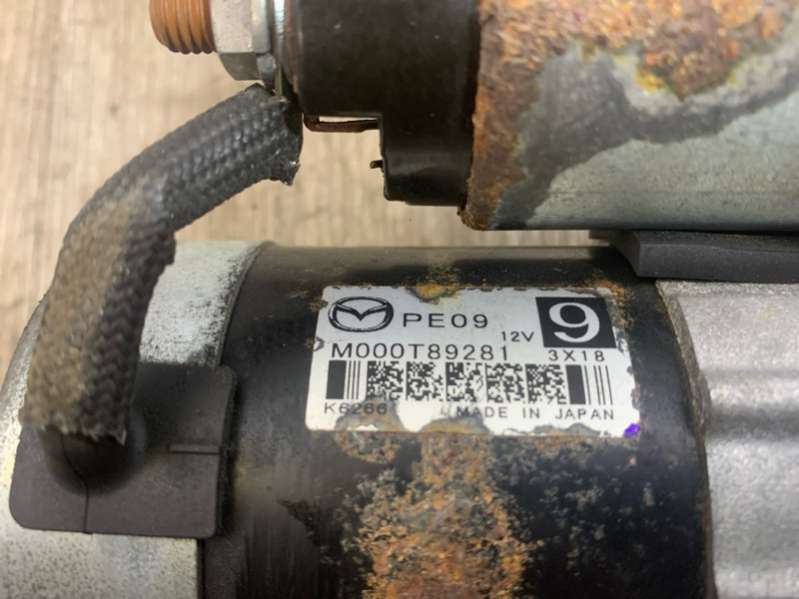 PE09
12V
9
M000T89281
3X18
K6266
MADE IN JAPAN